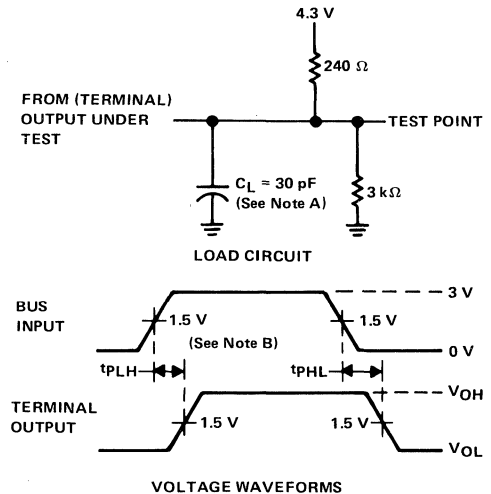 4.3 V
240 Ω
FROM (TERMINAL)
OUTPUT UNDER
TEST
TEST POINT
CL = 30 pF
(See Note A)
3 kΩ
LOAD CIRCUIT
BUS
INPUT
3 V
1.5 V
1.5 V
(See Note B)
0 V
tPLH
tPHL
TERMINAL
OUTPUT
VOH
1.5 V
1.5 V
VOL
VOLTAGE WAVEFORMS